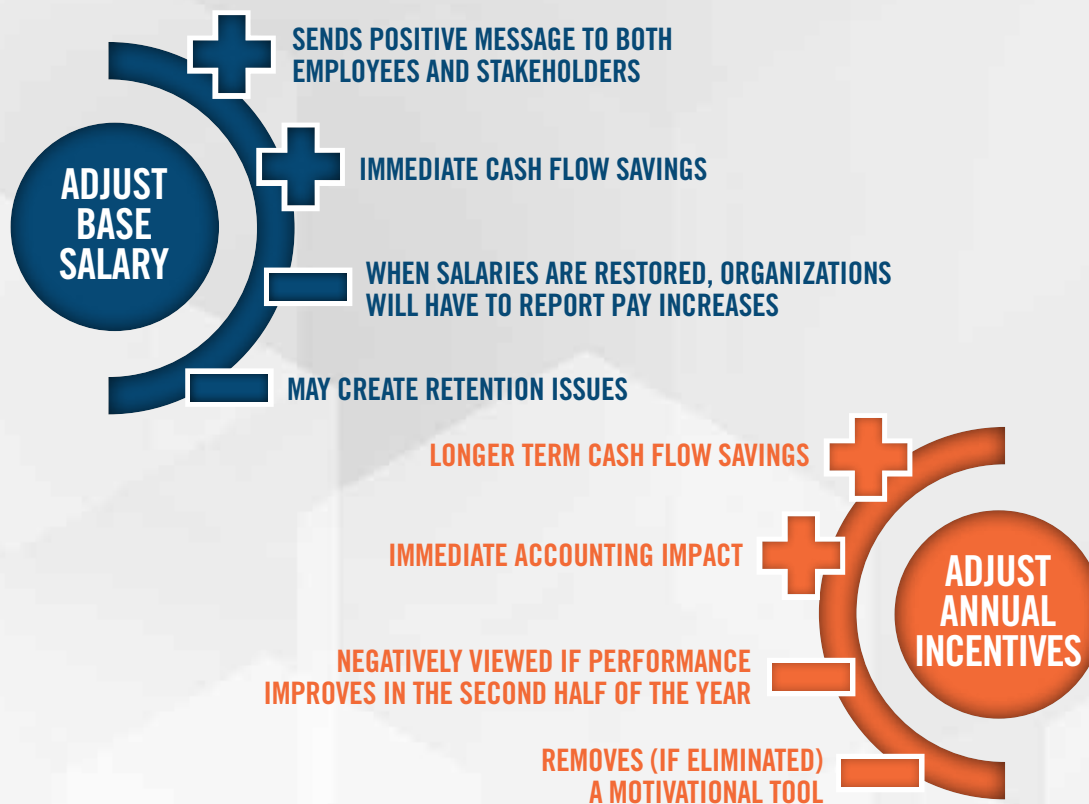 ADJUST
BASE
SALARY
SENDS POSITIVE MESSAGE TO BOTH
EMPLOYEES AND STAKEHOLDERS
IMMEDIATE CASH FLOW SAVINGS
WHEN SALARIES ARE RESTORED, ORGANIZATIONS
WILL HAVE TO REPORT PAY INCREASES
MAY CREATE RETENTION ISSUES
ADJUST
ANNUAL
INCENTIVES
LONGER TERM CASH FLOW SAVINGS
IMMEDIATE ACCOUNTING IMPACT
NEGATIVELY VIEWED IF PERFORMANCE
IMPROVES IN THE SECOND HALF OF THE YEAR
REMOVES (IF ELIMINATED)
A MOTIVATIONAL TOOL